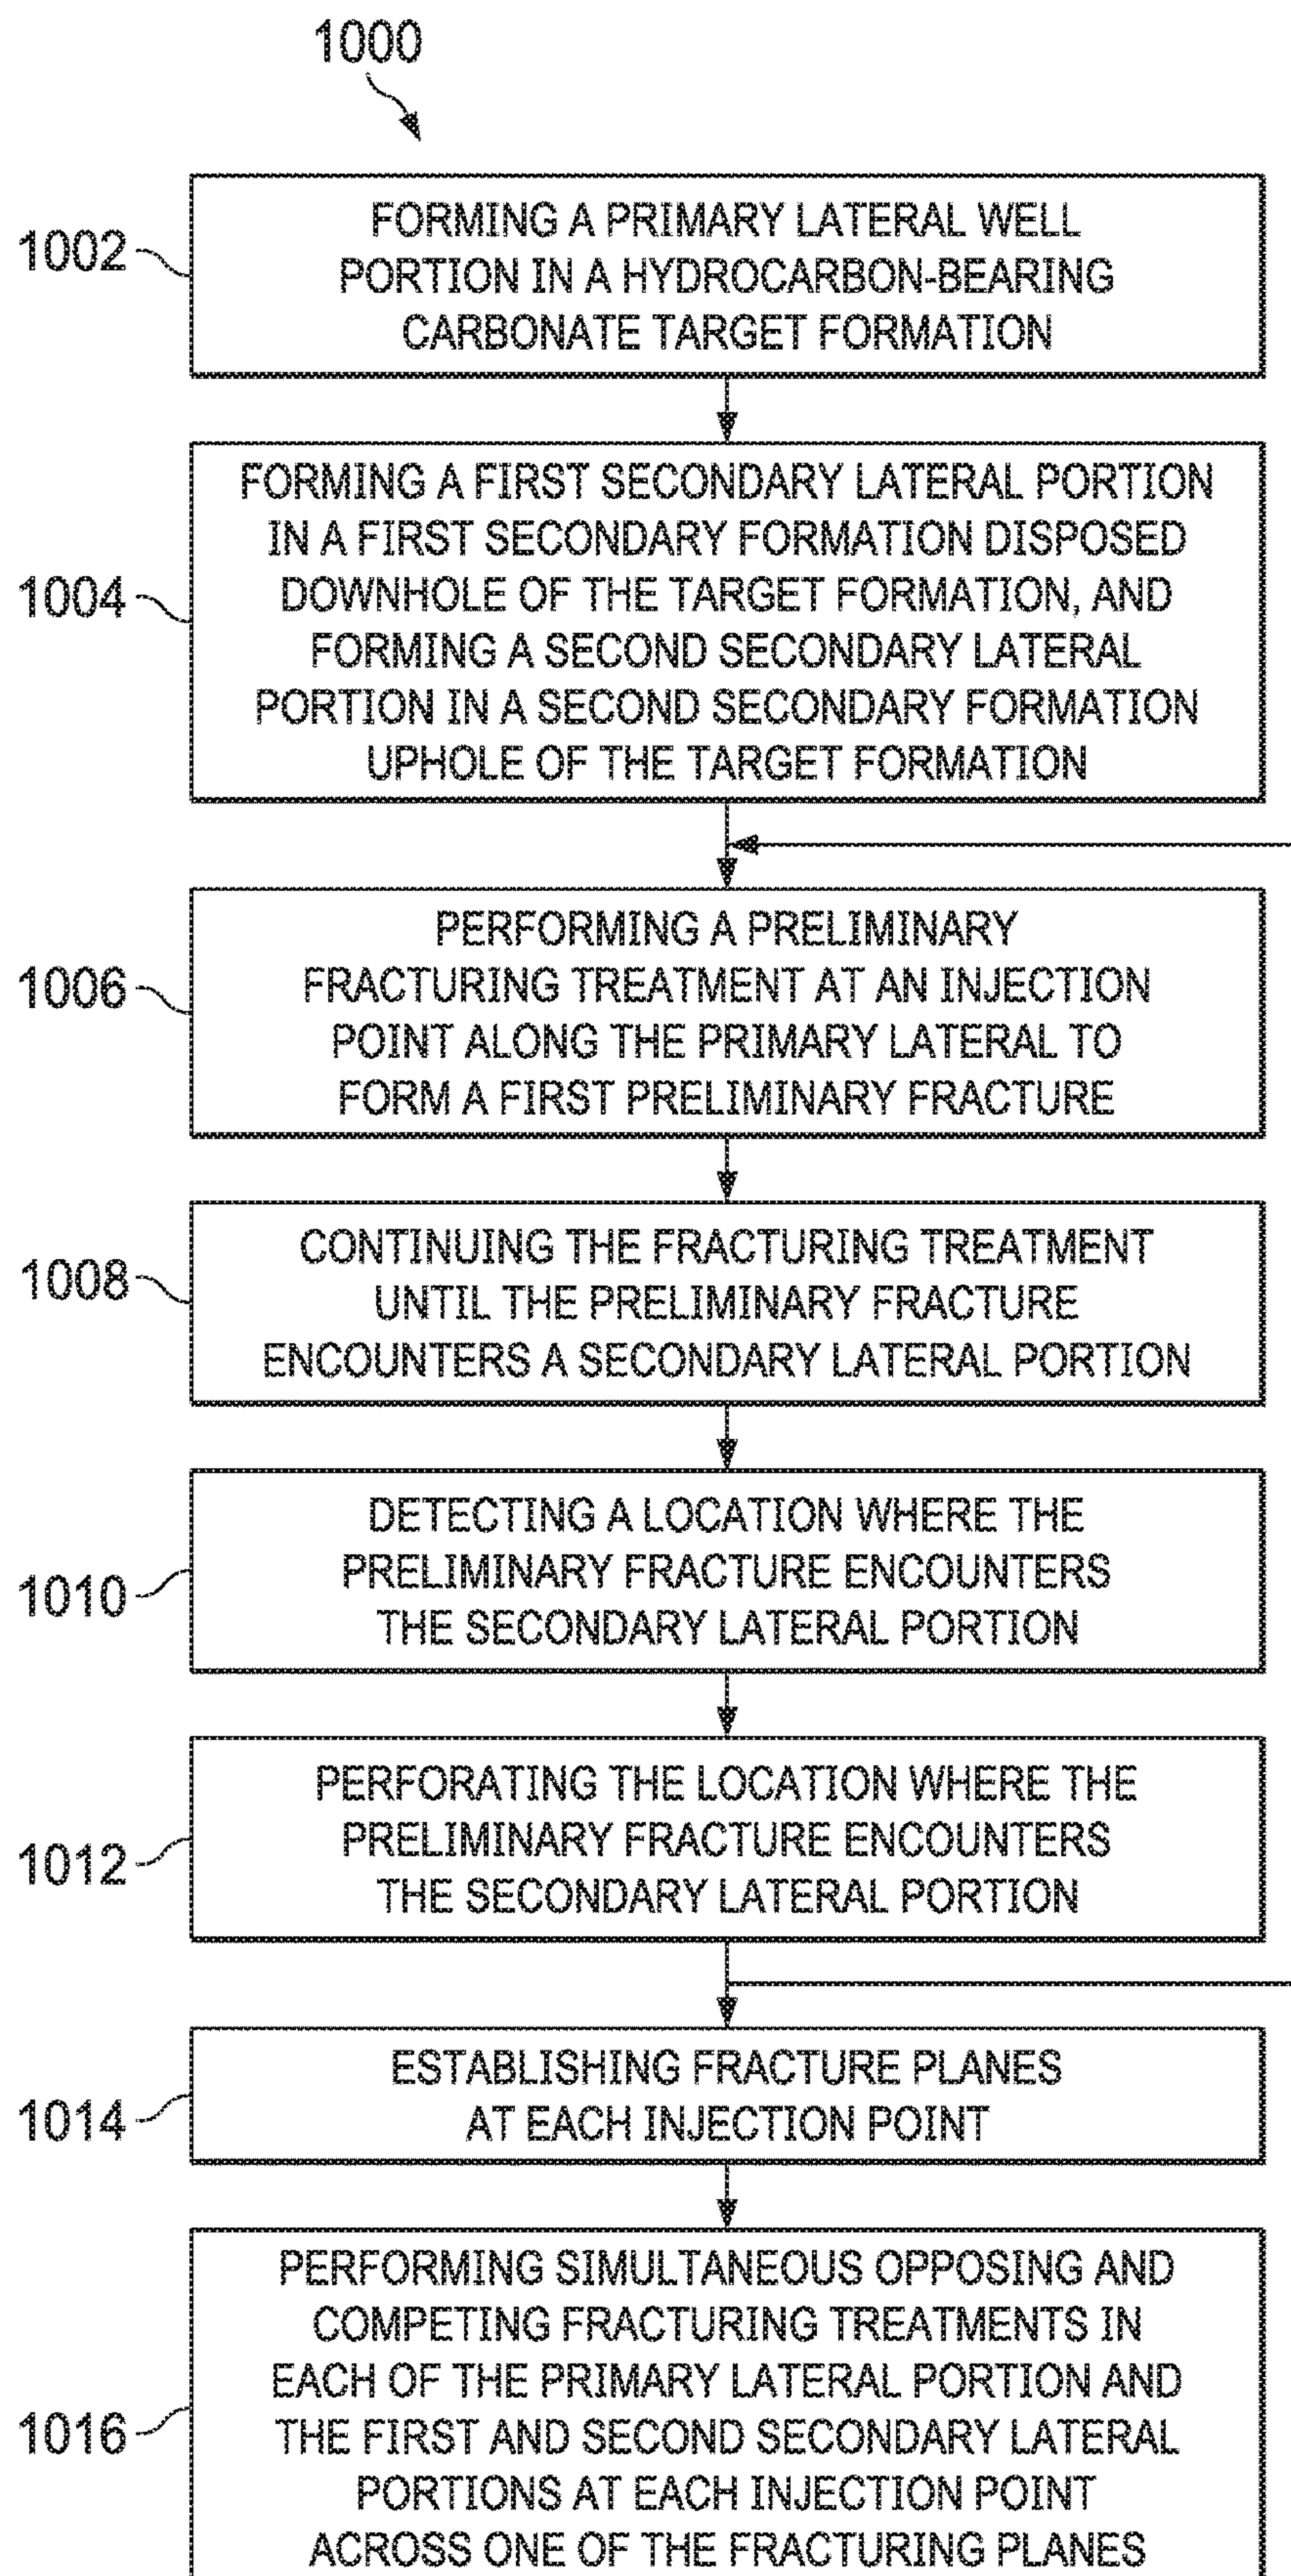 1000
1002
FORMING A PRIMARY LATERAL WELL
PORTION IN A HYDROCARBON-BEARING
CARBONATE TARGET FORMATION
1004
FORMING A FIRST SECONDARY LATERAL PORTION
IN A FIRST SECONDARY FORMATION DISPOSED
DOWNHOLE OF THE TARGET FORMATION, AND
FORMING A SECOND SECONDARY LATERAL
PORTION IN A SECOND SECONDARY FORMATION
UPHOLE OF THE TARGET FORMATION
1006
PERFORMING A PRELIMINARY
FRACTURING TREATMENT AT AN INJECTION
POINT ALONG THE PRIMARY LATERAL TO
FORM A FIRST PRELIMINARY FRACTURE
1008
CONTINUING THE FRACTURING TREATMENT
UNTIL THE PRELIMINARY FRACTURE
ENCOUNTERS A SECONDARY LATERAL PORTION
1010
DETECTING A LOCATION WHERE THE
PRELIMINARY FRACTURE ENCOUNTERS
THE SECONDARY LATERAL PORTION
1012
PERFORATING THE LOCATION WHERE THE
PRELIMINARY FRACTURE ENCOUNTERS
THE SECONDARY LATERAL PORTION
1014
ESTABLISHING FRACTURE PLANES
AT EACH INJECTION POINT
1016
PERFORMING SIMULTANEOUS OPPOSING AND
COMPETING FRACTURING TREATMENTS IN
EACH OF THE PRIMARY LATERAL PORTION AND
THE FIRST AND SECOND SECONDARY LATERAL
PORTIONS AT EACH INJECTION POINT
ACROSS ONE OF THE FRACTURING PLANES